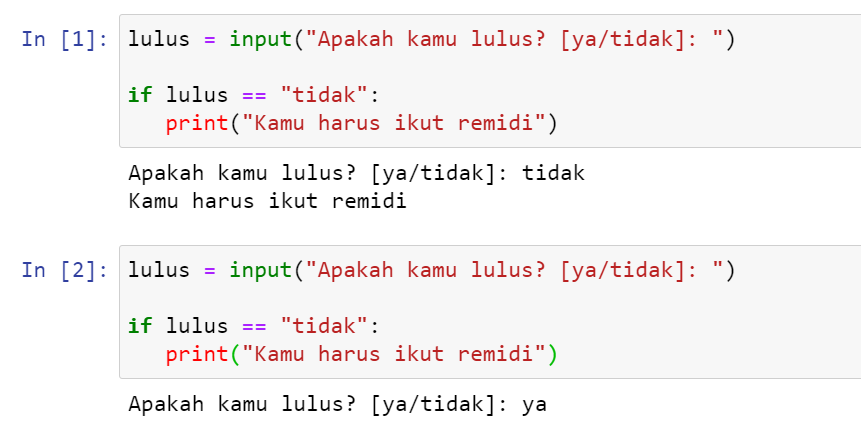 In [1]: lulus = input("Apakah kamu lulus? [ya/tidak]: ")
if lulus == "tidak":
   print("Kamu harus ikut remidi")
Apakah kamu lulus? [ya/tidak]: tidak
Kamu harus ikut remidi
In [2]: lulus = input("Apakah kamu lulus? [ya/tidak]: ")
if lulus == "tidak":
   print("Kamu harus ikut remidi")
Apakah kamu lulus? [ya/tidak]: ya